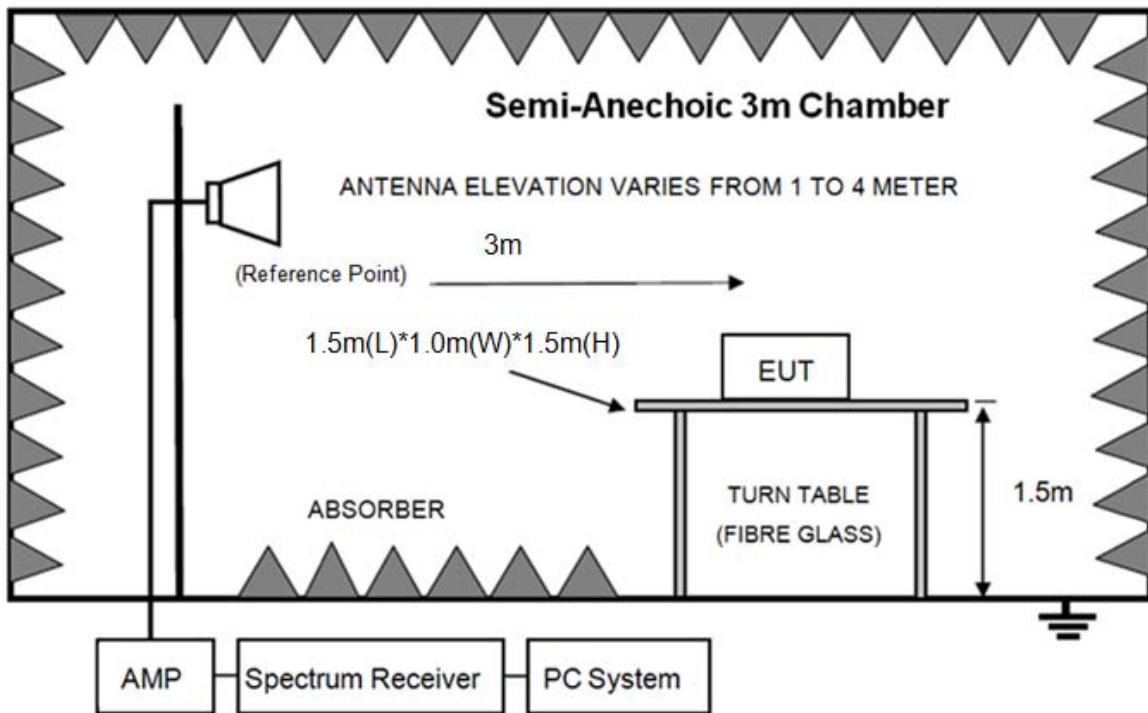 Semi-Anechoic 3m Chamber
ANTENNA ELEVATION VARIES FROM 1 TO 4 METER
3m
(Reference Point)
1.5m(L)*1.0m(W)*1.5m(H)
EUT
ABSORBER
TURN TABLE
(FIBRE GLASS)
1.5m
AMP
Spectrum Receiver
PC System